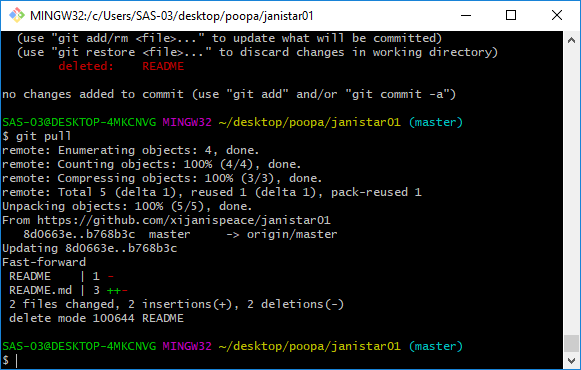 MINGW32:/c/Users/SAS-03/desktop/poopa/janistar01
(use "git add/rm <file>..." to update what will be committed)
(use "git restore <file>..." to discard changes in working directory)
deleted:    README
no changes added to commit (use "git add" and/or "git commit -a")
SAS-03@DESKTOP-4MKCNVG MINGW32 ~/desktop/poopa/janistar01 (master)
$ git pull
remote: Enumerating objects: 4, done.
remote: Counting objects: 100% (4/4), done.
remote: Compressing objects: 100% (3/3), done.
remote: Total 5 (delta 1), reused 1 (delta 1), pack-reused 1
Unpacking objects: 100% (5/5), done.
From https://github.com/xijanispeace/janistar01
8d0663e..b768b3c  master     -> origin/master
Updating 8d0663e..b768b3c
Fast-forward
README    | 1 -
README.md | 3 ++-
2 files changed, 2 insertions(+), 2 deletions(-)
delete mode 100644 README
SAS-03@DESKTOP-4MKCNVG MINGW32 ~/desktop/poopa/janistar01 (master)
$